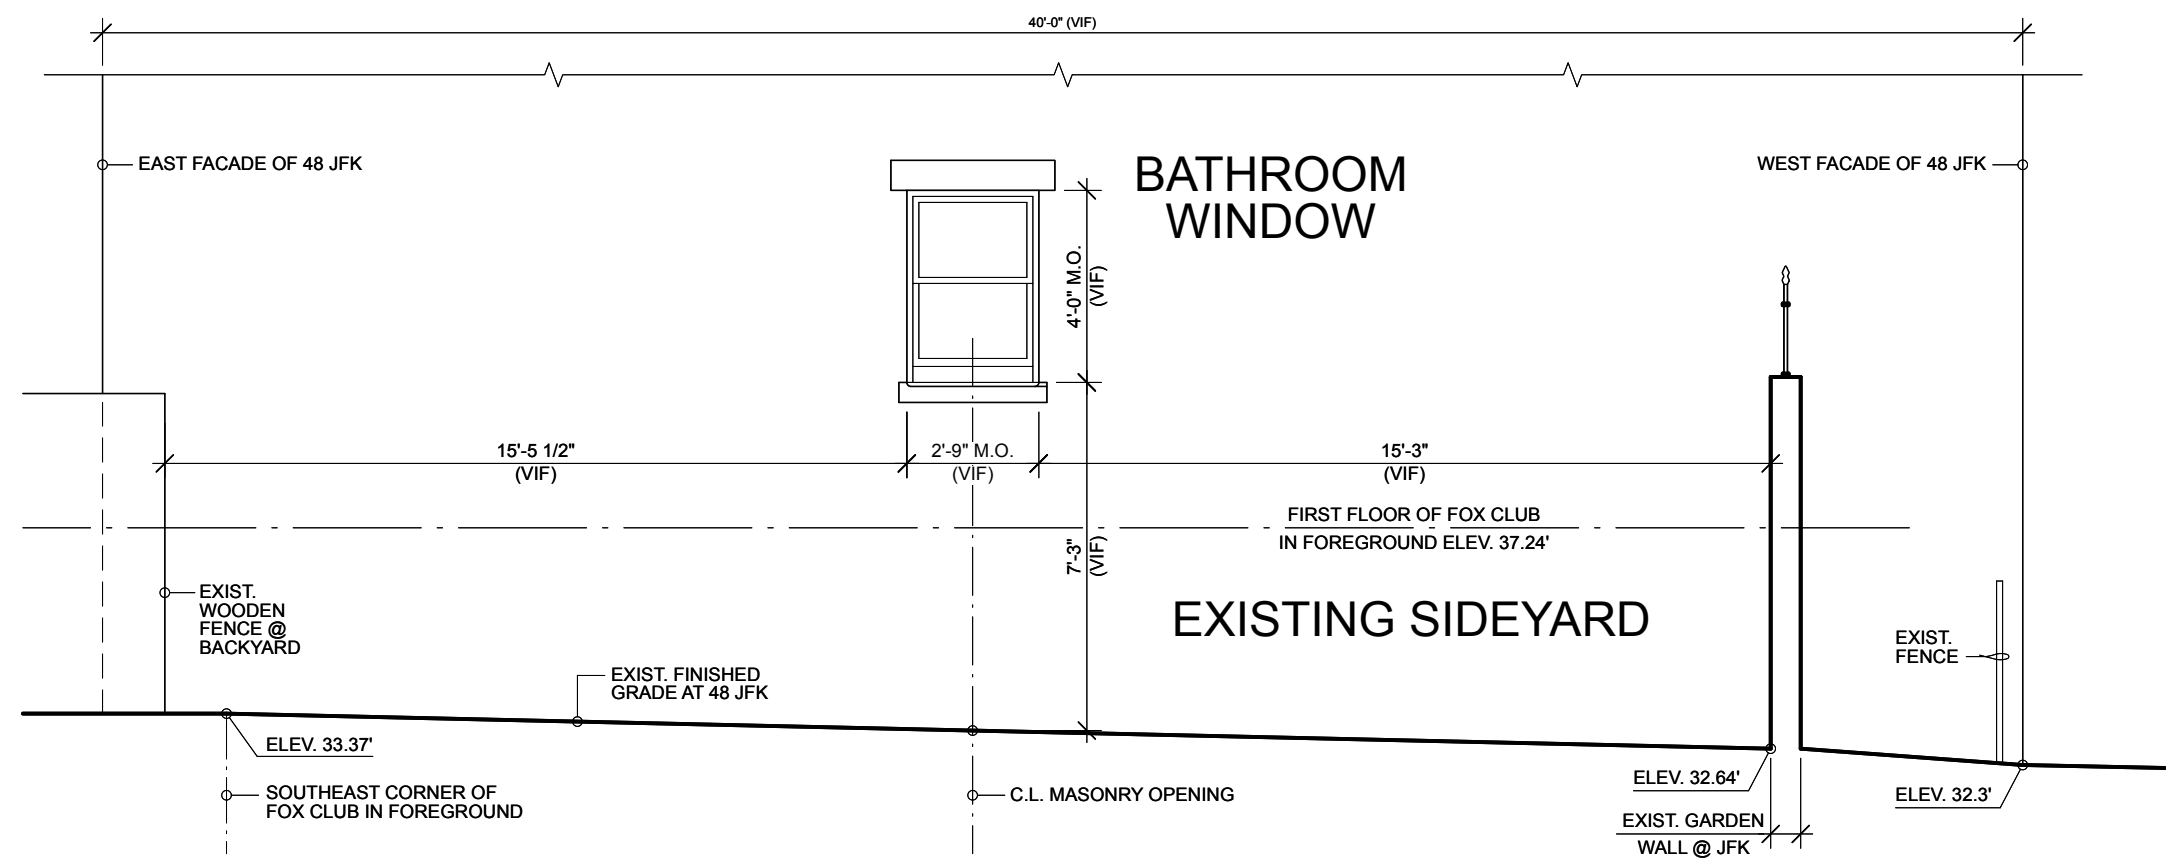 40'-0" (VIF)
EAST FACADE OF 48 JFK
BATHROOM
WINDOW
WEST FACADE OF 48 JFK
4'-0" M.O.
(VIF)
15'-5 1/2"
(VIF)
2'-9" M.O.
(VIF)
15'-3"
(VIF)
FIRST FLOOR OF FOX CLUB
IN FOREGROUND ELEV. 37.24'
7'-3"
(VIF)
EXIST.
WOODEN
FENCE @
BACKYARD
EXISTING SIDEYARD
EXIST.
FENCE
EXIST. FINISHED
GRADE AT 48 JFK
ELEV. 33.37'
SOUTHEAST CORNER OF
FOX CLUB IN FOREGROUND
C.L. MASONRY OPENING
ELEV. 32.64'
ELEV. 32.3'
EXIST. GARDEN
WALL @ JFK